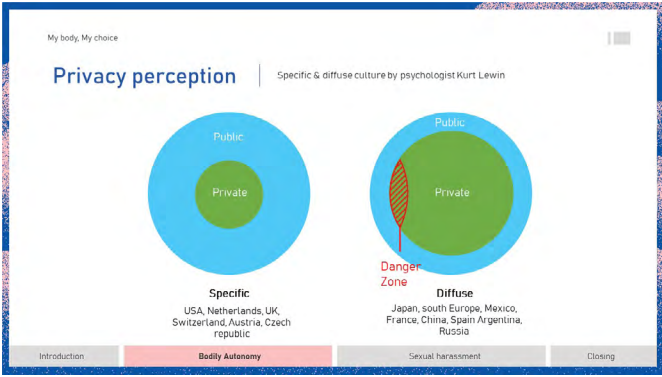 My body, My choice
Privacy perception
Specific & diffuse culture by psychologist Kurt Lewin
Public
Private
Public
Private
Danger
Zone
Specific
USA, Netherlands, UK,
Switzerland, Austria, Czech
republic
Diffuse
Japan, south Europe, Mexico,
France, China, Spain Argentina,
Russia
Introduction
Bodily Autonomy
Sexual harassment
Closing